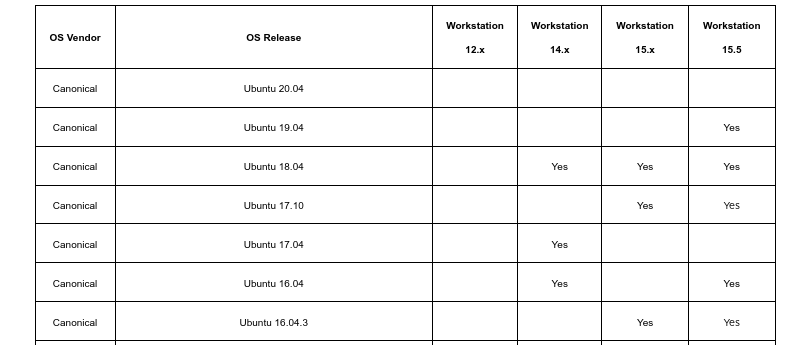 OS Vendor OS Release Workstation 12.x Workstation 14.x Workstation 15.x Workstation 15.5
Canonical Ubuntu 20.04
Canonical Ubuntu 19.04 Yes
Canonical Ubuntu 18.04 Yes Yes Yes
Canonical Ubuntu 17.10 Yes Yes
Canonical Ubuntu 17.04 Yes
Canonical Ubuntu 16.04 Yes Yes
Canonical Ubuntu 16.04.3 Yes Yes